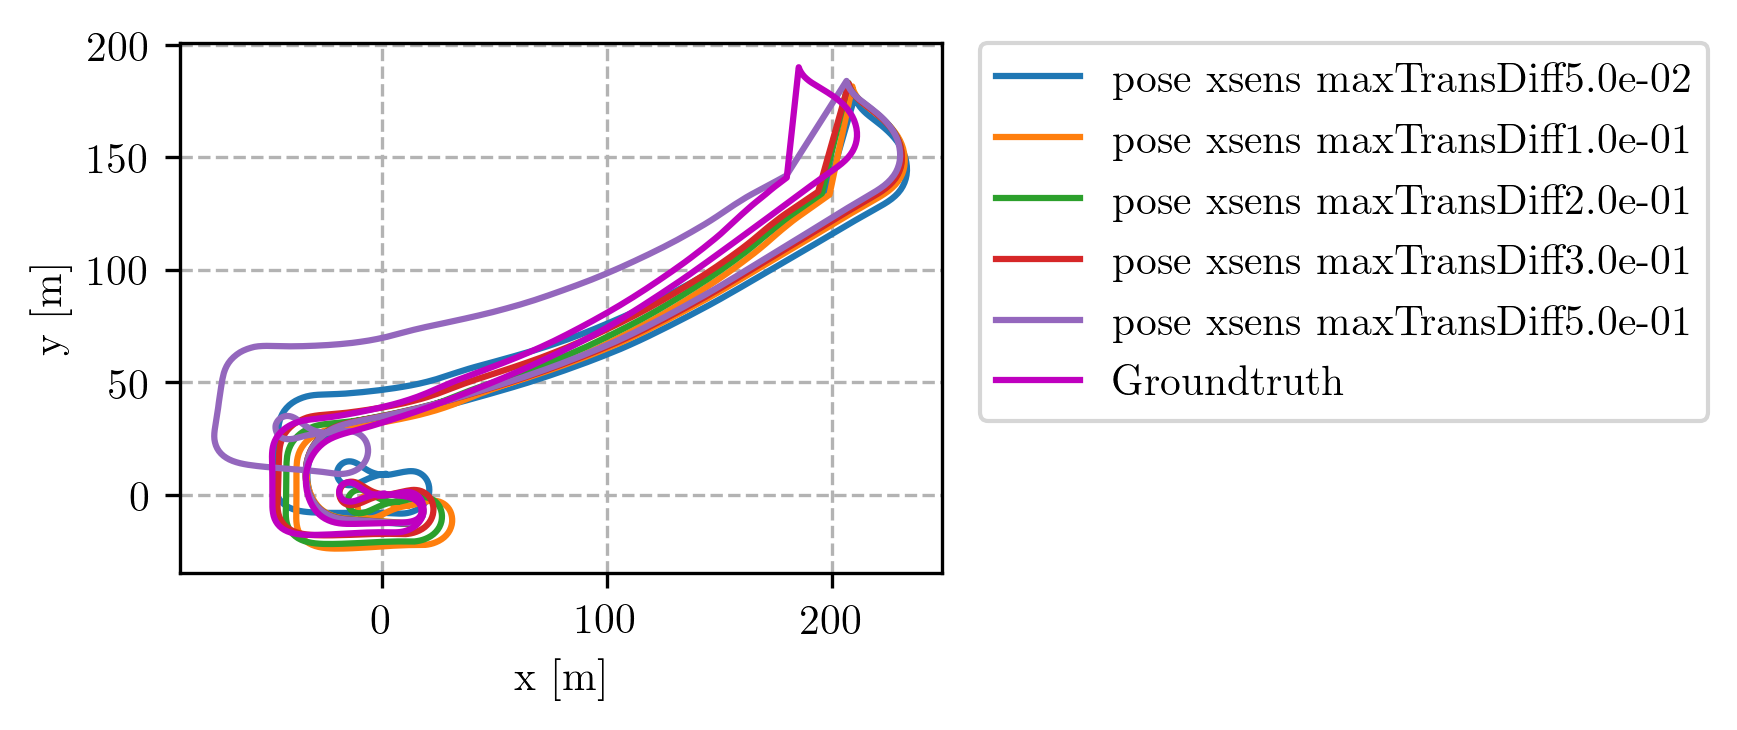 200
150
100
50
0
y [m]
0
100
200
x [m]
pose xsens maxTransDiff5.0e-02
pose xsens maxTransDiff1.0e-01
pose xsens maxTransDiff2.0e-01
pose xsens maxTransDiff3.0e-01
pose xsens maxTransDiff5.0e-01
Groundtruth